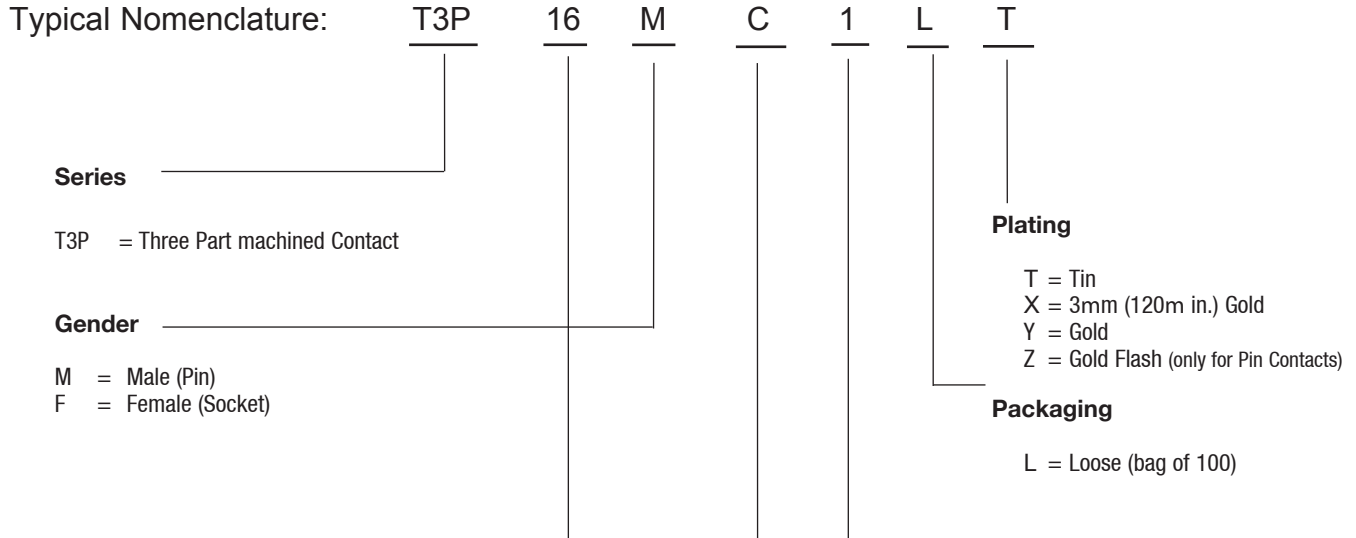 Typical Nomenclature: T3P 16 M C 1 L T
Series
T3P = Three Part machined Contact
Gender
M = Male (Pin)
F = Female (Socket)
Plating
T = Tin
X = 3mm (120m in.) Gold
Y = Gold
Z = Gold Flash (only for Pin Contacts)
Packaging
L = Loose (bag of 100)